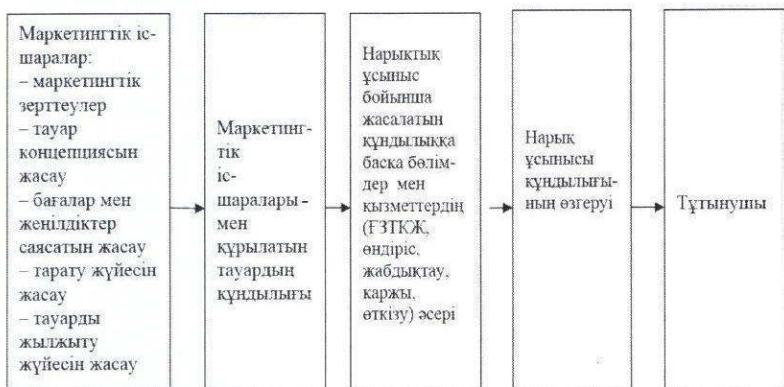 Маркетингтік іс-
шаралар:
– маркетингтік
зерттеулер
– тауар
концепциясын
жасау
– бағалар мен
жеңілдіктер
саясатын жасау
– тарату жүйесін
жасау
– тауарды
жылжыту
жүйесін жасау
Маркетинг-
тік
іс-
шаралары -
мен
құрылатын
тауардың
құндылығы
Нарықтық
ұсыныс
бойынша
жасалатын
құндылыққа
басқа бөлім-
дер мен
қызметтердің
(ҒЗТКЖ,
өндіріс,
жабдықтау,
қаржы,
өткізу) әсері
Нарық
ұсынысы
құндылығы-
ның өзгеруі
Тұтынушы